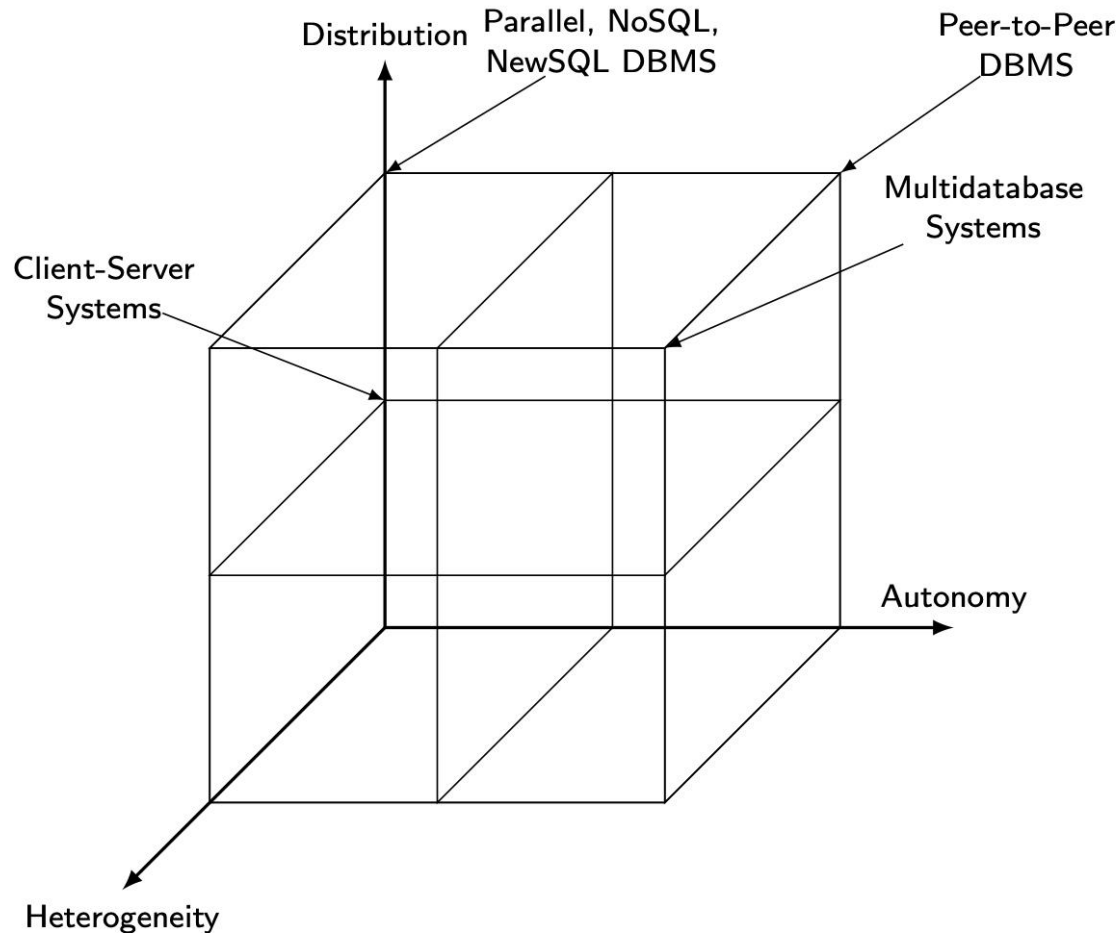 Distribution
Parallel, NoSQL,
NewSQL DBMS
Peer-to-Peer
DBMS
Multidatabase
Systems
Client-Server
Systems
Autonomy
Heterogeneity